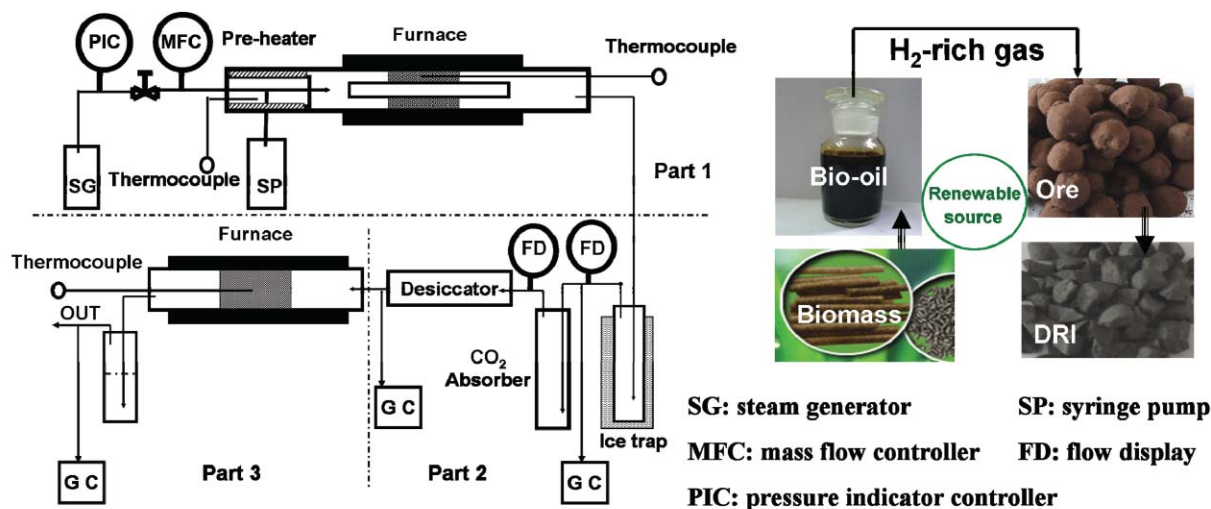 PIC
MFC
Pre-heater
Furnace
Thermocouple
SG
Thermocouple
SP
Part 1
Furnace
Thermocouple
FD
FD
Desiccator
OUT
CO2
Absorber
G C
Ice trap
G C
Part 3
Part 2
G C
H2-rich gas
Bio-oil
Renewable
source
Ore
Biomass
DRI
SG: steam generator
SP: syringe pump
MFC: mass flow controller
FD: flow display
PIC: pressure indicator controller